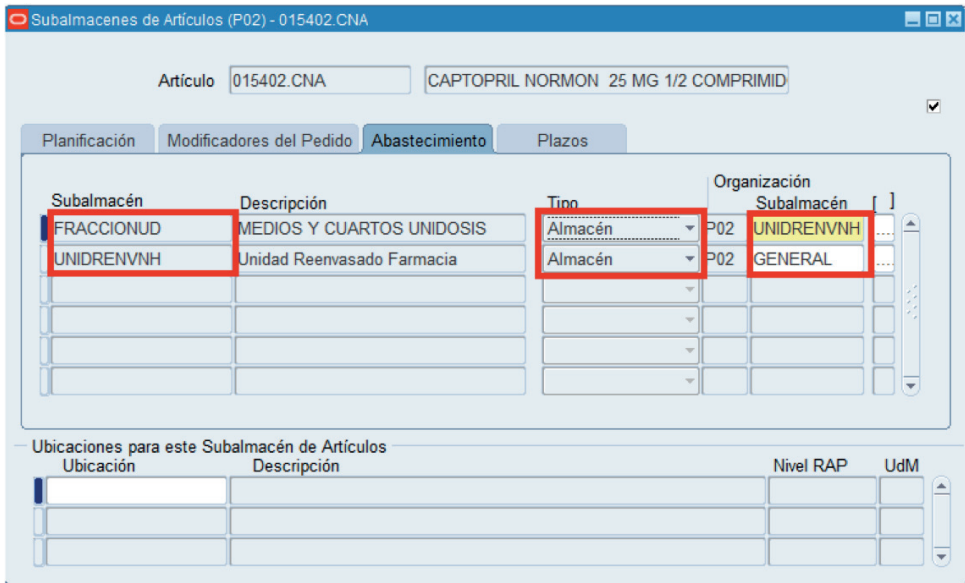 Subalmacenes de Artículos (P02) - 015402.CNA
Artículo 015402.CNA CAPTOPRIL NORMON 25 MG 1/2 COMPRIMID
Planificación Modificadores del Pedido Abastecimiento Plazos
Organización
Subalmacén Descripción Tipo Subalmacén [ ]
FRACCIONUD MEDIOS Y CUARTOS UNIDOSIS Almacén P02 UNIDRENVNH ....
UNIDRENVNH Unidad Reenvasado Farmacia Almacén P02 GENERAL ....
Ubicaciones para este Subalmacén de Artículos
Ubicación Descripción Nivel RAP UdM